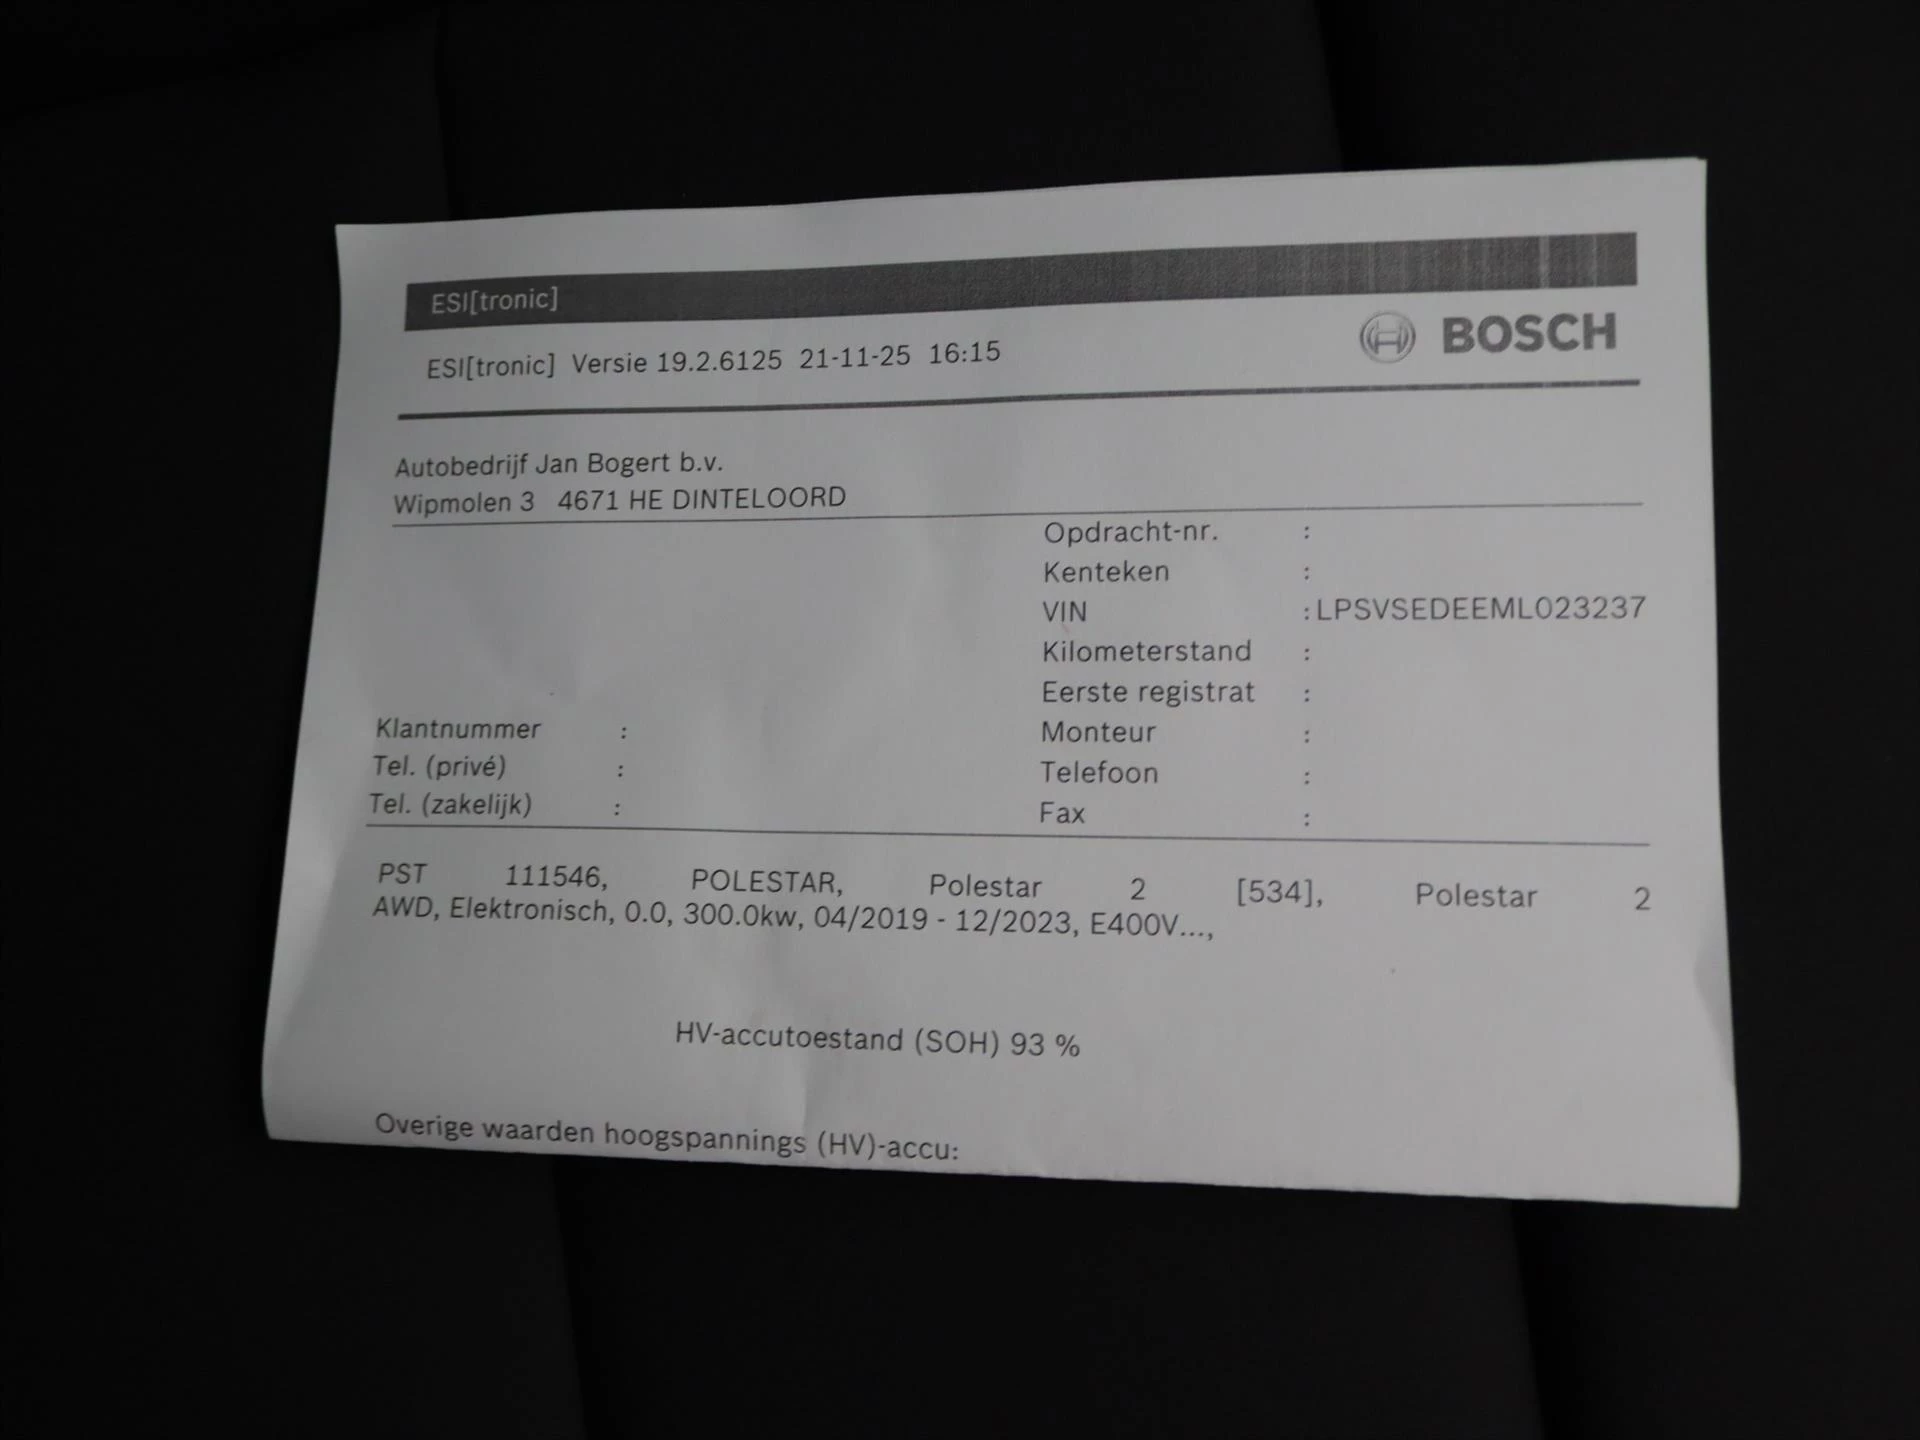 ESI[tronic]
BOSCH
ESI[tronic] Versie 19.2.6125 21-11-25 16:15
Autobedrijf Jan Bogert b.v.
Wipmolen 3 4671 HE DINTELOORD
Opdracht-nr. :
Kenteken :
VIN :LPSVSEDEEML023237
Kilometerstand :
Eerste registrat :
Klantnummer : Monteur :
Tel. (privé) : Telefoon :
Tel. (zakelijk) : Fax :
PST 111546, POLESTAR, Polestar 2 [534], Polestar 2
AWD, Elektronisch, 0.0, 300.0kw, 04/2019 - 12/2023, E400V...,
HV-accutoestand (SOH) 93 %
Overige waarden hoogspannings (HV)-accu: